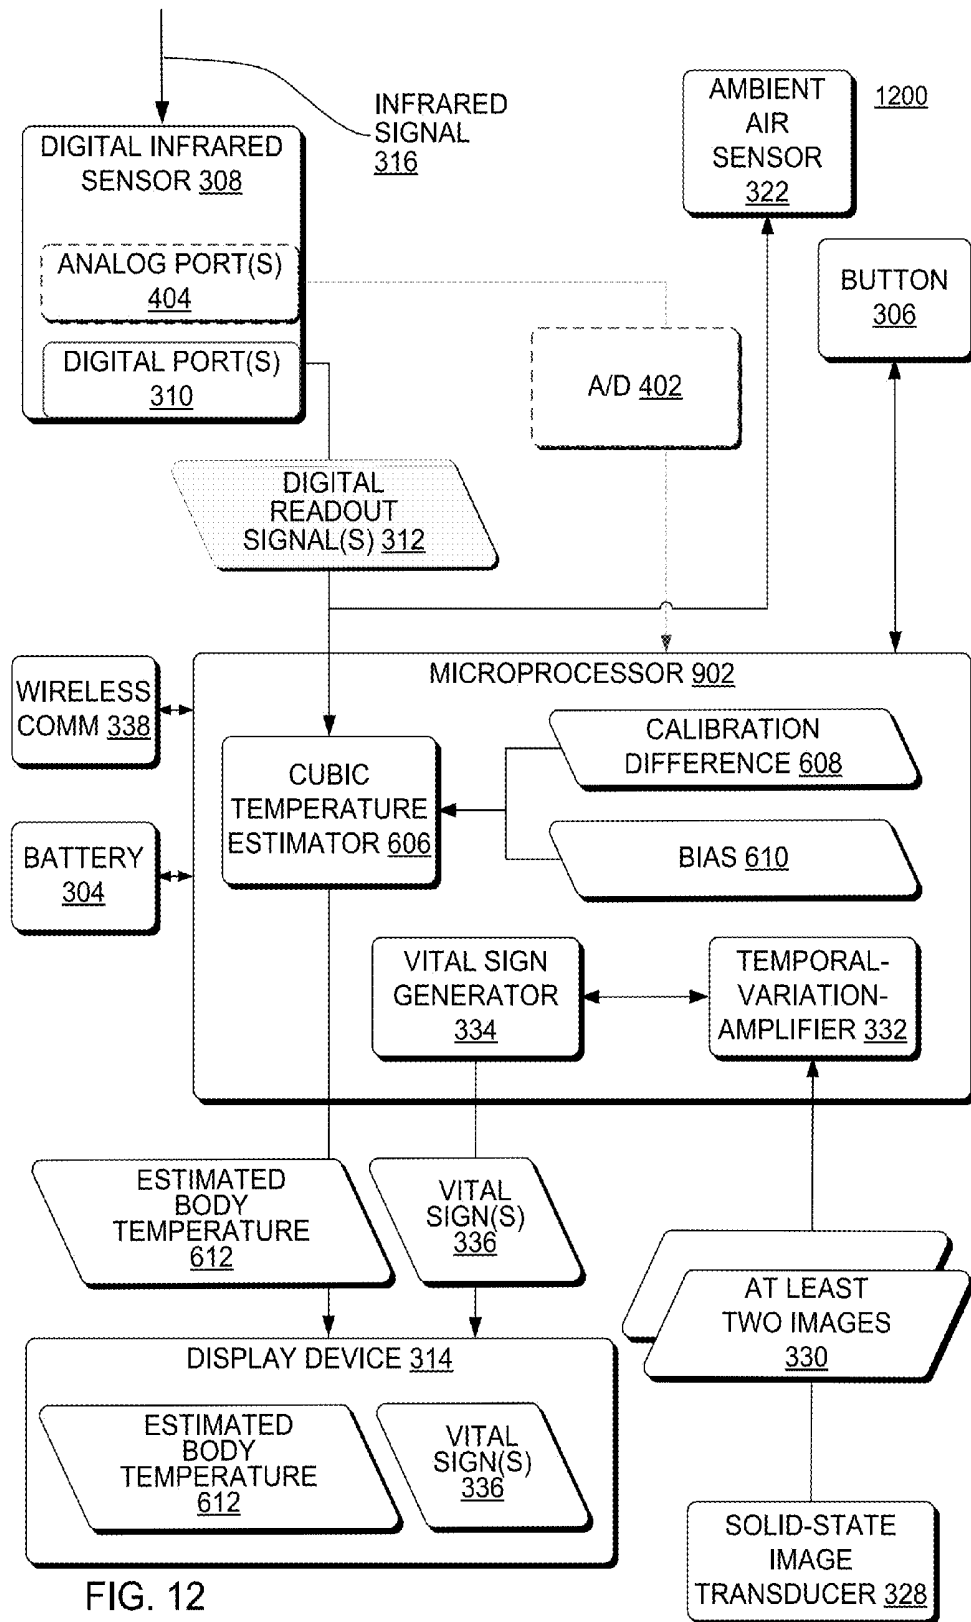 INFRARED
SIGNAL
316
AMBIENT
AIR
SENSOR
322
1200
DIGITAL INFRARED
SENSOR 308
ANALOG PORT(S)
404
DIGITAL PORT(S)
310
A/D 402
BUTTON
306
DIGITAL
READOUT
SIGNAL(S) 312
MICROPROCESSOR 902
WIRELESS
COMM 338
BATTERY
304
CUBIC
TEMPERATURE
ESTIMATOR 606
CALIBRATION
DIFFERENCE 608
BIAS 610
VITAL SIGN
GENERATOR
334
TEMPORAL-
VARIATION-
AMPLIFIER 332
ESTIMATED
BODY
TEMPERATURE
612
VITAL
SIGN(S)
336
AT LEAST
TWO IMAGES
330
DISPLAY DEVICE 314
ESTIMATED
BODY
TEMPERATURE
612
VITAL
SIGN(S)
336
SOLID-STATE
IMAGE
TRANSDUCER 328
FIG. 12